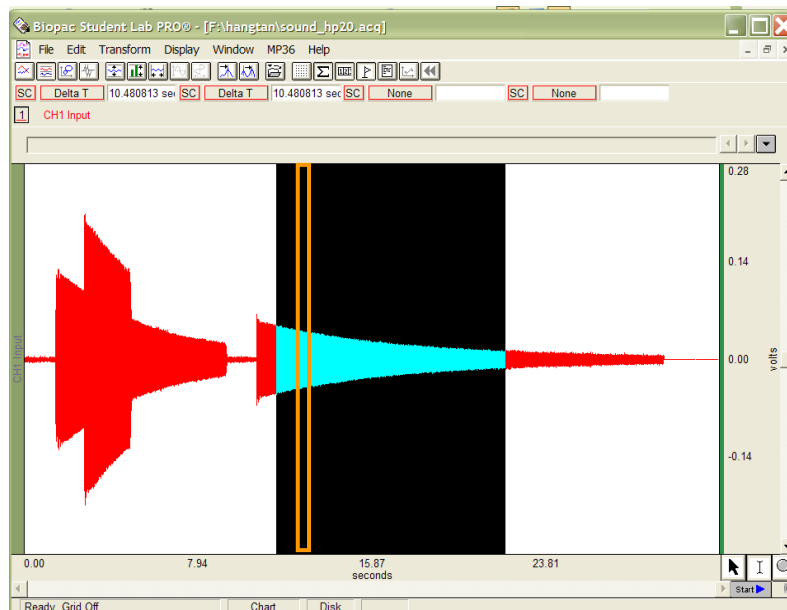 Biopac Student Lab PRO® - [F:\hangtan\sound_hp20.acq]
File Edit Transform Display Window MP36 Help
SC Delta T 10.480813 sec SC Delta T 10.480813 sec SC None SC None
1 CH1 Input
0.28
0.14
0.00
-0.14
volts
CH1 Input
0.00 7.94 15.87 23.81
seconds
Start
Ready Grid Off Chart Disk